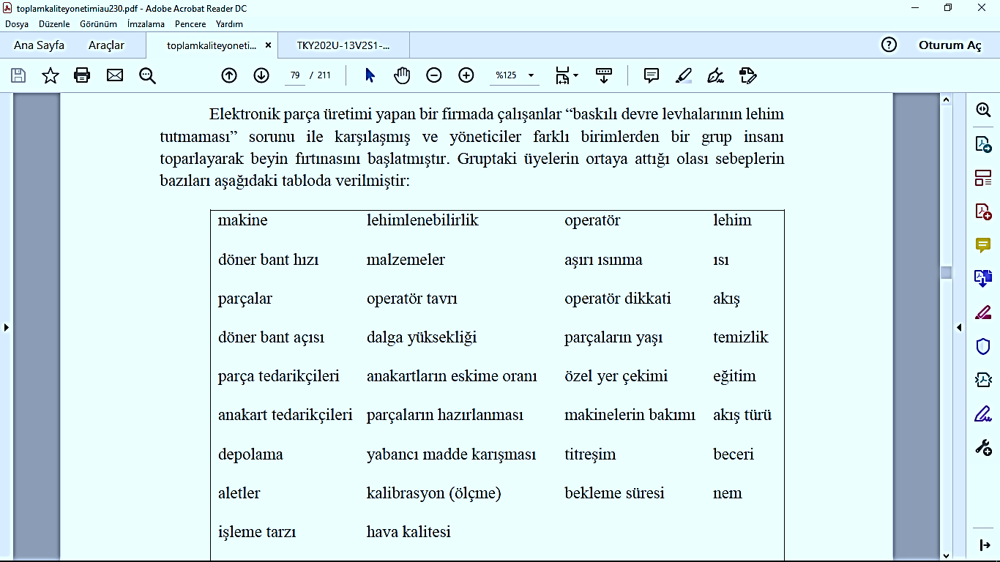 toplamkaliteyonetimiau230.pdf - Adobe Acrobat Reader DC
Dosya Düzenle Görünüm İmzalama Pencere Yardım
Ana Sayfa Araçlar toplamkaliteyoneti... × TKY202U-13V2S1-... Oturum Aç
79 / 211 %125
Elektronik parça üretimi yapan bir firmada çalışanlar “baskılı devre levhalarının lehim
tutmaması” sorunu ile karşılaşmış ve yöneticiler farklı birimlerden bir grup insanı
toparlayarak beyin fırtınasını başlatmıştır. Gruptaki üyelerin ortaya attığı olası sebeplerin
bazıları aşağıdaki tabloda verilmiştir:
makine lehimlenebilirlik operatör lehim
döner bant hızı malzemeler aşırı ısınma ısı
parçalar operatör tavrı operatör dikkati akış
döner bant açısı dalga yüksekliği parçaların yaşı temizlik
parça tedarikçileri anakartların eskime oranı özel yer çekimi eğitim
anakart tedarikçileri parçaların hazırlanması makinelerin bakımı akış türü
depolama yabancı madde karışması titreşim beceri
aletler kalibrasyon (ölçme) bekleme süresi nem
işleme tarzı hava kalitesi